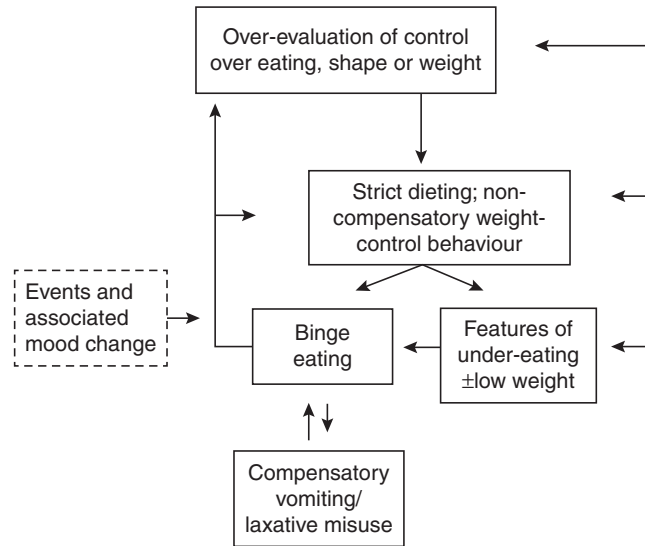 Over-evaluation of control
over eating, shape or weight
Strict dieting; non-
compensatory weight-
control behaviour
Events and
associated
mood change
Binge
eating
Features of
under-eating
±low weight
Compensatory
vomiting/
laxative misuse